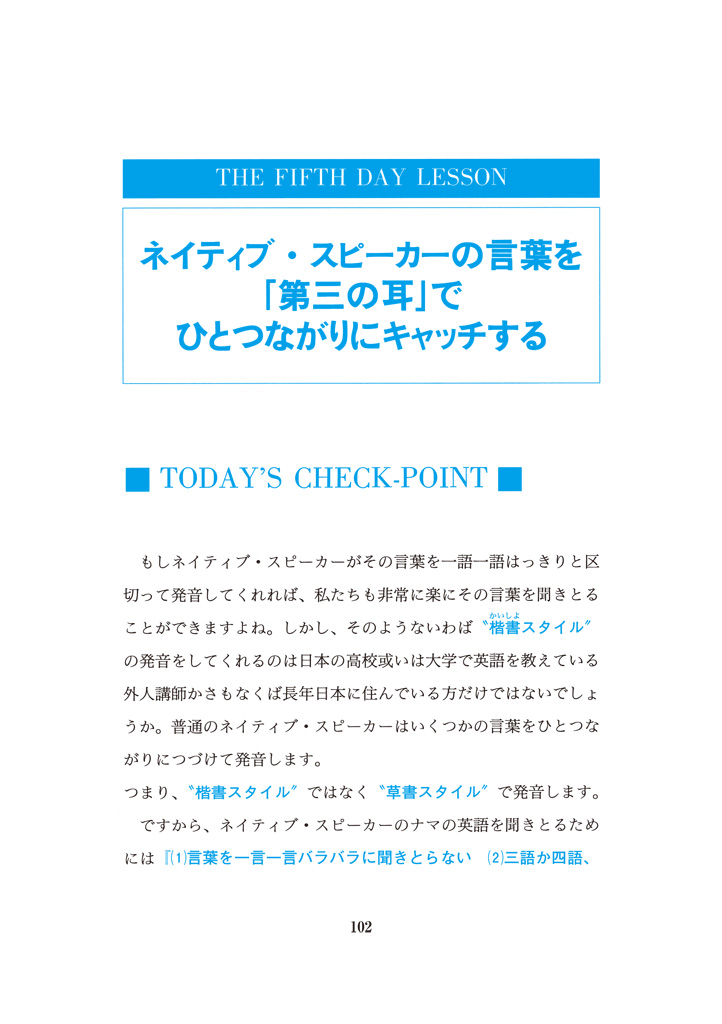 THE FIFTH DAY LESSON
ネイティブ・スピーカーの言葉を
「第三の耳」で
ひとつながりにキャッチする
■ TODAY'S CHECK-POINT ■
もしネイティブ・スピーカーがその言葉を一語一語はっきりと区
切って発音してくれれば、私たちも非常に楽にその言葉を聞きとる
かいしよ
ことができますよね。しかし、そのようないわば〝楷書スタイル〞
の発音をしてくれるのは日本の高校或いは大学で英語を教えている
外人講師かさもなくば長年日本に住んでいる方だけではないでしょ
うか。普通のネイティブ・スピーカーはいくつかの言葉をひとつな
がりにつづけて発音します。
つまり、〝楷書スタイル〞ではなく〝草書スタイル〞で発音します。
ですから、ネイティブ・スピーカーのナマの英語を聞きとるため
には『⑴言葉を一言一言バラバラに聞きとらない ⑵三語か四語、
102